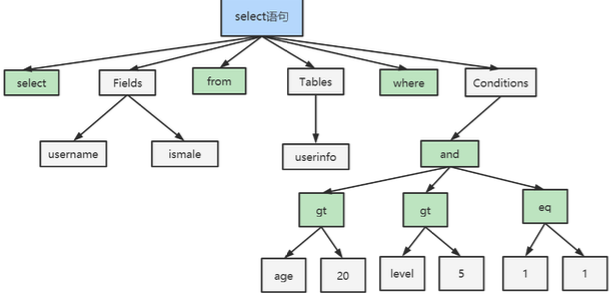 select语句
select
Fields
from
Tables
where
Conditions
username
ismale
userinfo
and
gt
gt
eq
age
20
level
5
1
1